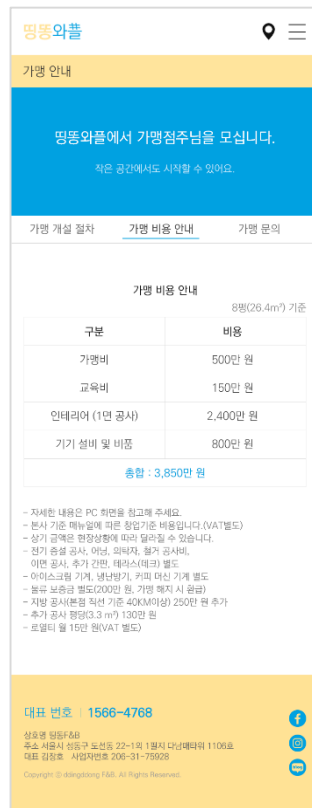 띵똥와플
가맹 안내
띵똥와플에서 가맹점주님을 모십니다.
작은 공간에서도 시작할 수 있어요.
가맹 개설 절차 가맹 비용 안내 가맹 문의
가맹 비용 안내
8평(26.4m²) 기준
구분 비용
가맹비 500만 원
교육비 150만 원
인테리어 (1면 공사) 2,400만 원
기기 설비 및 비품 800만 원
총합 : 3,850만 원
- 자세한 내용은 PC 화면을 참고해 주세요.
- 본사 기준 매뉴얼에 따른 창업기준 비용입니다.(VAT별도)
- 상기 금액은 현장상황에 따라 달라질 수 있습니다.
- 전기 증설 공사, 어닝, 의탁자, 철거 공사비,
이면 공사, 추가 간판, 테라스(데크) 별도
- 아이스크림 기계, 냉난방기, 커피 머신 기계 별도
- 물류 보증금 별도(200만 원, 가맹 해지 시 환급)
- 지방 공사(본점 직선 기준 40KM이상) 250만 원 추가
- 추가 공사 평당(3.3 m²) 130만 원
- 로열티 월 15만 원(VAT 별도)
대표 번호 | 1566-4768
상호명 띵동F&B
주소 서울시 성동구 도선동 22-1외 1필지 다남매타워 1106호
대표 김창호 사업자번호 206-31-75928
Copyright ⓒ ddingddong F&B. All Rights Reserved.